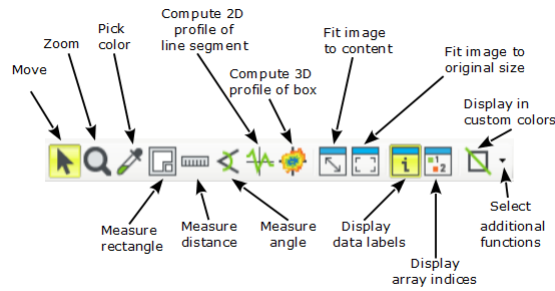 Compute 2D
profile of
line segment
Pick
color
Zoom
Move
Compute 3D
profile of box
Fit image
to content
Fit image to
original size
Display in
custom colors
i
1
2
Measure
rectangle
Measure
distance
Measure
angle
Display
data labels
Display
array indices
Select
additional
functions